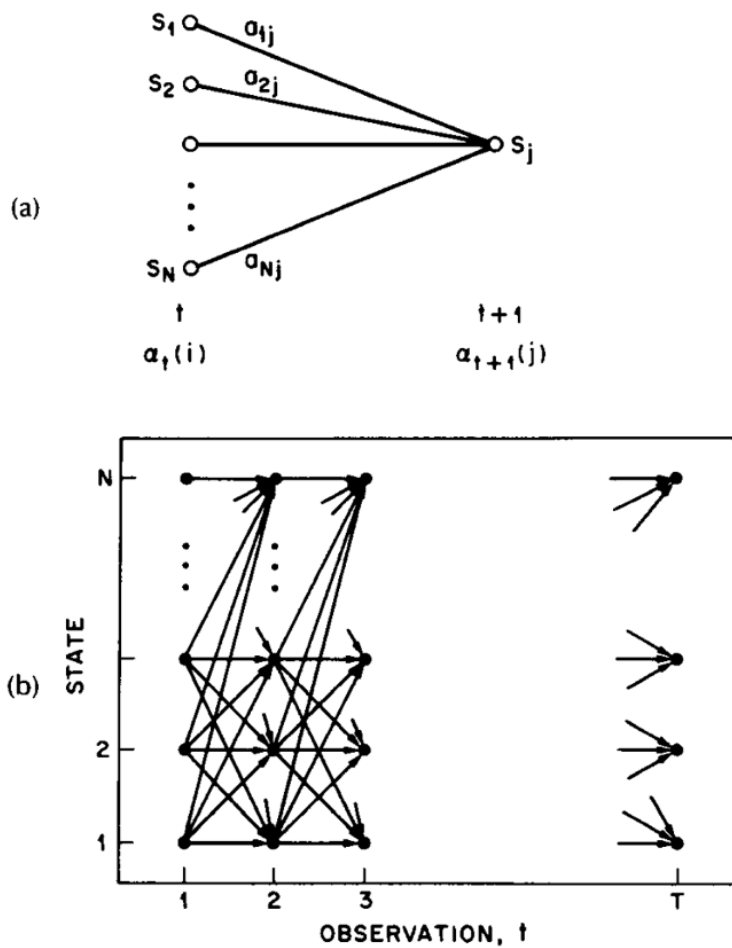 S1 a1j
S2 a2j
Sj
(a)
SN aNj
t t+1
αt(i) αt+1(j)
N
(b)
STATE
2
1
1 2 3 T
OBSERVATION, t